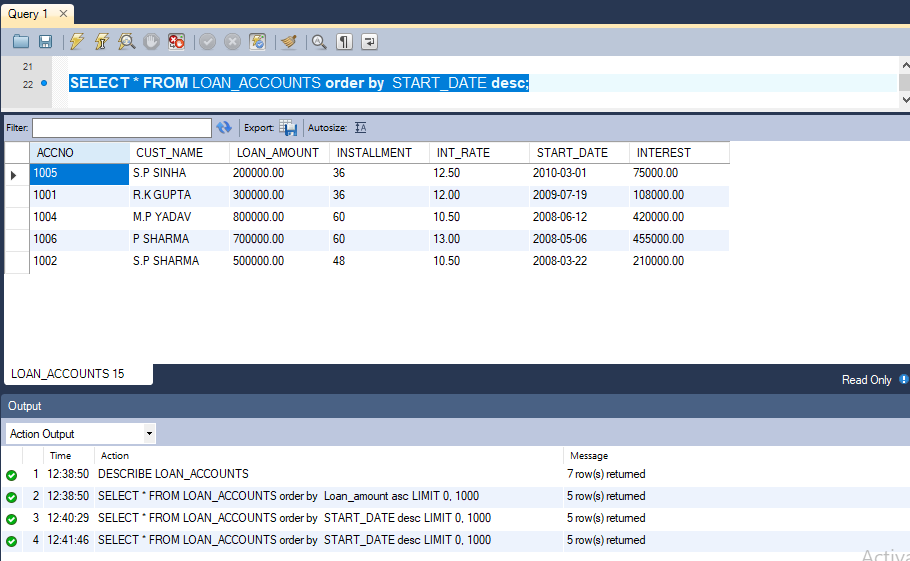 Query 1
21
22 SELECT * FROM LOAN_ACCOUNTS order by START_DATE desc;
Filter: Export: Autosize:
ACCNO CUST_NAME LOAN_AMOUNT INSTALLMENT INT_RATE START_DATE INTEREST
1005 S.P SINHA 200000.00 36 12.50 2010-03-01 75000.00
1001 R.K GUPTA 300000.00 36 12.00 2009-07-19 108000.00
1004 M.P YADAV 800000.00 60 10.50 2008-06-12 420000.00
1006 P SHARMA 700000.00 60 13.00 2008-05-06 455000.00
1002 S.P SHARMA 500000.00 48 10.50 2008-03-22 210000.00
LOAN_ACCOUNTS 15
Read Only
Output
Action Output
Time Action Message
1 12:38:50 DESCRIBE LOAN_ACCOUNTS 7 row(s) returned
2 12:38:50 SELECT * FROM LOAN_ACCOUNTS order by Loan_amount asc LIMIT 0, 1000 5 row(s) returned
3 12:40:29 SELECT * FROM LOAN_ACCOUNTS order by START_DATE desc LIMIT 0, 1000 5 row(s) returned
4 12:41:46 SELECT * FROM LOAN_ACCOUNTS order by START_DATE desc LIMIT 0, 1000 5 row(s) returned